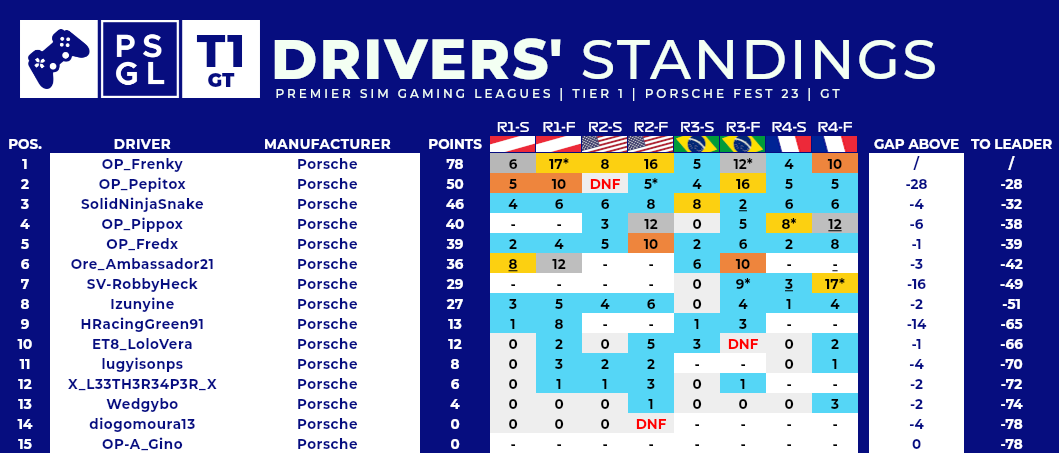 PS
GL
T1
GT
DRIVERS' STANDINGS
PREMIER SIM GAMING LEAGUES | TIER 1 | PORSCHE FEST 23 | GT
R1-S R1-F R2-S R2-F R3-S R3-F R4-S R4-F
POS. DRIVER MANUFACTURER POINTS GAP ABOVE TO LEADER
1 OP_Frenky Porsche 78 6 17* 8 16 5 12* 4 10 / /
2 OP_Pepitox Porsche 50 5 10 DNF 5* 4 16 5 5 -28 -28
3 SolidNinjaSnake Porsche 46 4 6 6 8 8 2 6 6 -4 -32
4 OP_Pippox Porsche 40 - - 3 12 0 5 8* 12 -6 -38
5 OP_Fredx Porsche 39 2 4 5 10 2 6 2 8 -1 -39
6 Ore_Ambassador21 Porsche 36 8 12 - - 6 10 - - -3 -42
7 SV-RobbyHeck Porsche 29 - - - - 0 9* 3 17* -16 -49
8 Izunyine Porsche 27 3 5 4 6 0 4 1 4 -2 -51
9 HRacingGreen91 Porsche 13 1 8 - - 1 3 - - -14 -65
10 ET8_LoloVera Porsche 12 0 2 0 5 3 DNF 0 2 -1 -66
11 lugyisonps Porsche 8 0 3 2 2 - - 0 1 -4 -70
12 X_L33TH3R34P3R_X Porsche 6 0 1 1 3 0 1 - - -2 -72
13 Wedgybo Porsche 4 0 0 0 1 0 0 0 3 -2 -74
14 diogomoura13 Porsche 0 0 0 0 DNF - - - - -4 -78
15 OP-A_Gino Porsche 0 - - - - - - - - 0 -78